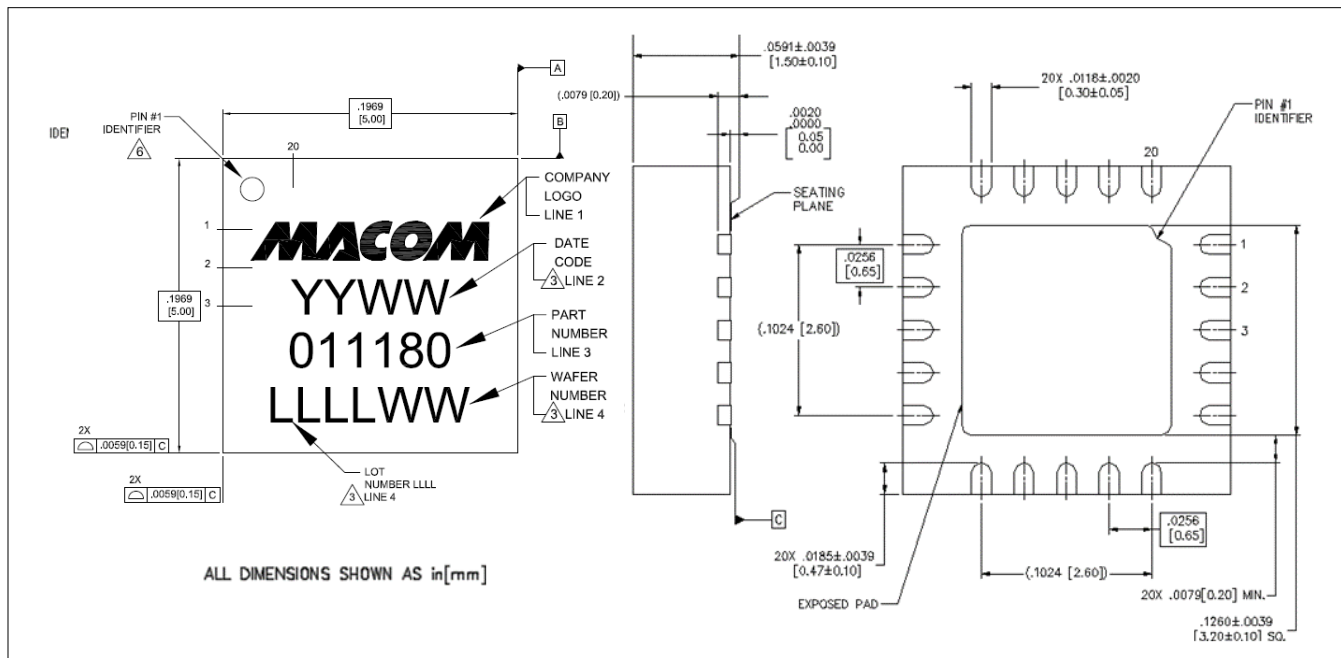 IDEN
PIN #1
IDENTIFIER
6
20
.1969
[5.00]
A
B
1
2
3
.1969
[5.00]
MACOM
YYWW
011180
LLLLWW
COMPANY
LOGO
LINE 1
DATE
CODE
3 LINE 2
PART
NUMBER
LINE 3
WAFER
NUMBER
3 LINE 4
LOT
NUMBER LLLL
3 LINE 4
2X
.0059[0.15] C
2X
.0059[0.15] C
ALL DIMENSIONS SHOWN AS in[mm]
.0591±.0039
[1.50±0.10]
(.0079 [0.20])
.0020
.0000
0.05
0.00
SEATING
PLANE
C
20X .0118±.0020
[0.30±0.05]
PIN #1
IDENTIFIER
20
1
2
3
.0256
[0.65]
(.1024 [2.60])
20X .0185±.0039
[0.47±0.10]
EXPOSED PAD
.0256
[0.65]
(.1024 [2.60])
20X .0079[0.20] MIN.
.1260±.0039
[3.20±0.10] SQ.